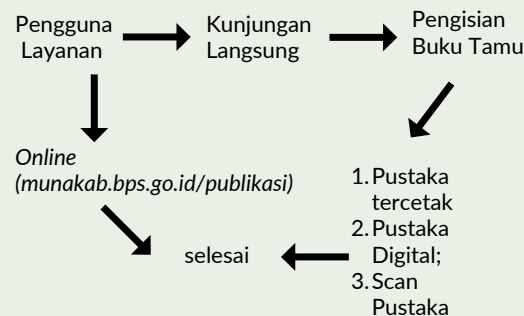 Pengguna
Layanan
Kunjungan
Langsung
Pengisian
Buku Tamu
Online
(munakab.bps.go.id/publikasi)
1. Pustaka
tercetak
2. Pustaka
Digital;
3. Scan
Pustaka
selesai